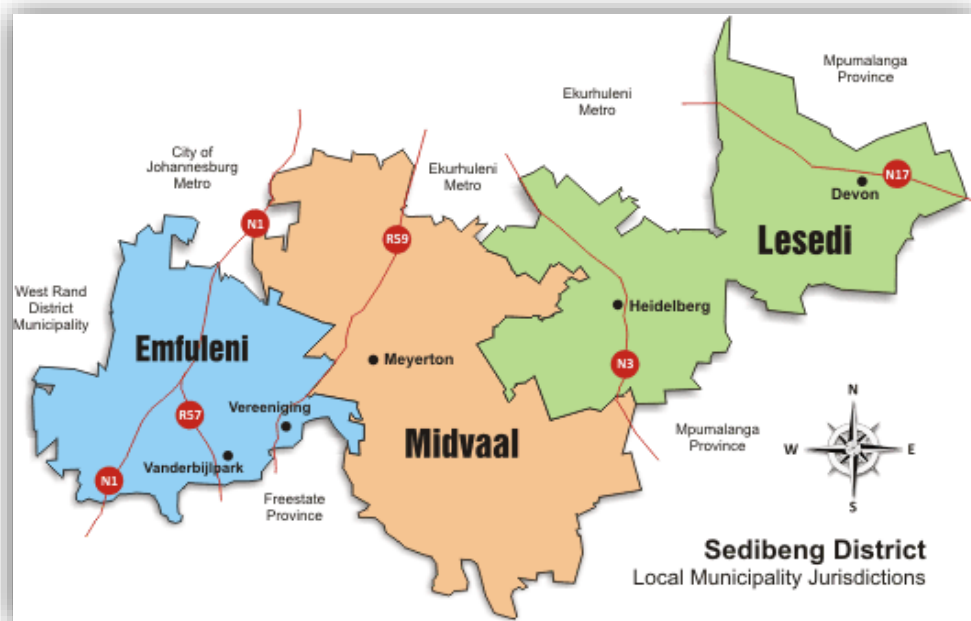 Mpumalanga
Province
Ekurhuleni
Metro
City of
Johannesburg
Metro
Ekurhuleni
Metro
N17
Devon
N1
R59
Lesedi
West Rand
District
Municipality
Heidelberg
Emfuleni
Meyerton
N3
R57
Vereeniging
Midvaal
Mpumalanga
Province
Vanderbijlpark
N1
Freestate
Province
N
W
E
S
Sedibeng District
Local Municipality Jurisdictions